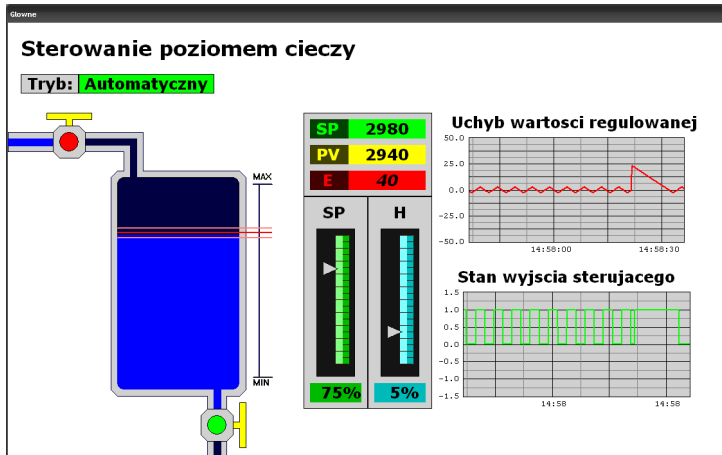 Glowne
Sterowanie poziomem cieczy
Tryb: Automatyczny
MAX
MIN
SP 2980
PV 2940
E 40
SP H
75% 5%
Uchyb wartosci regulowanej
50.0
25.0
0.0
-25.0
-50.0
14:58:00 14:58:30
Stan wyjscia sterujacego
1.5
1.0
0.5
0.0
-0.5
-1.0
-1.5
14:58 14:58